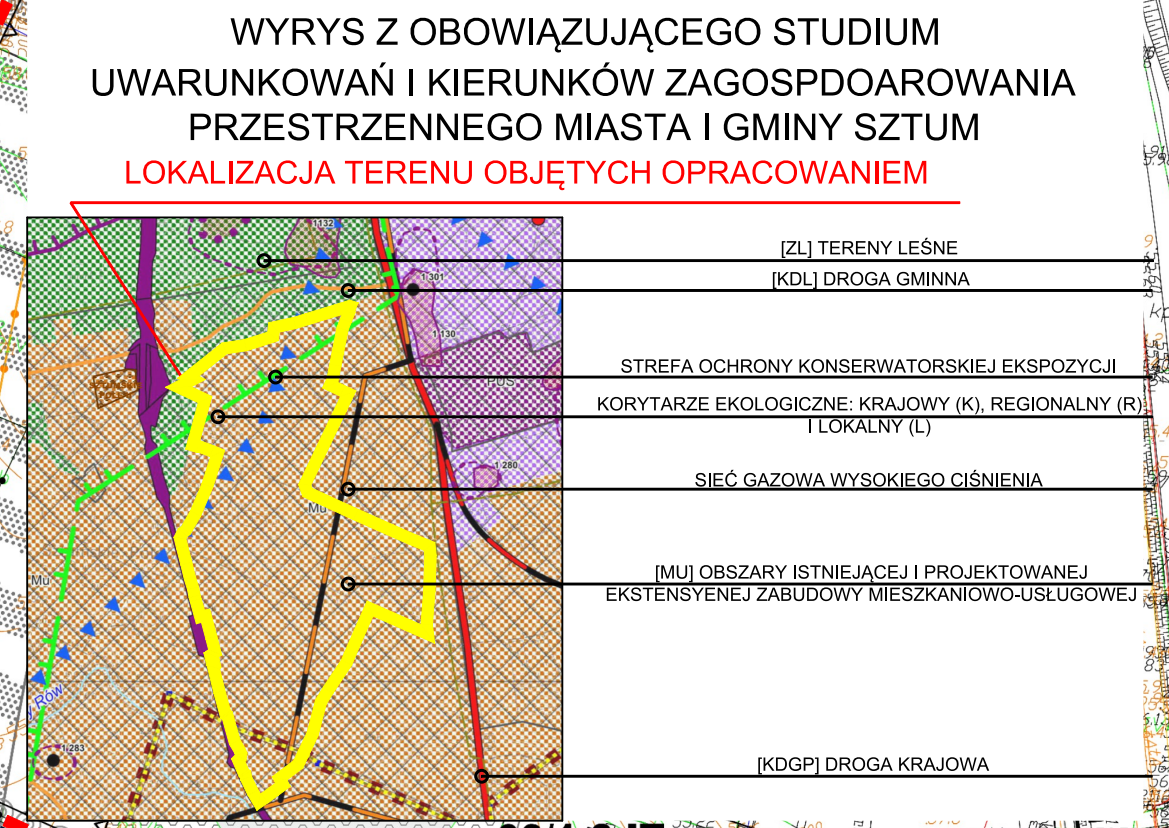 WYRYS Z OBOWIĄZUJĄCEGO STUDIUM
UWARUNKOWAŃ I KIERUNKÓW ZAGOSPDOAROWANIA
PRZESTRZENNEGO MIASTA I GMINY SZTUM
LOKALIZACJA TERENU OBJĘTYCH OPRACOWANIEM
1132
[ZL] TERENY LEŚNE
1 301
[KDL] DROGA GMINNA
1 130
STREFA OCHRONY KONSERWATORSKIEJ EKSPOZYCJI
PUS
KORYTARZE EKOLOGICZNE: KRAJOWY (K), REGIONALNY (R)
I LOKALNY (L)
1 280
SIEĆ GAZOWA WYSOKIEGO CIŚNIENIA
Mu
Mu
[MU] OBSZARY ISTNIEJĄCEJ I PROJEKTOWANEJ
EKSTENSYENEJ ZABUDOWY MIESZKANIOWO-USŁUGOWEJ
Rów
1 283
[KDGP] DROGA KRAJOWA